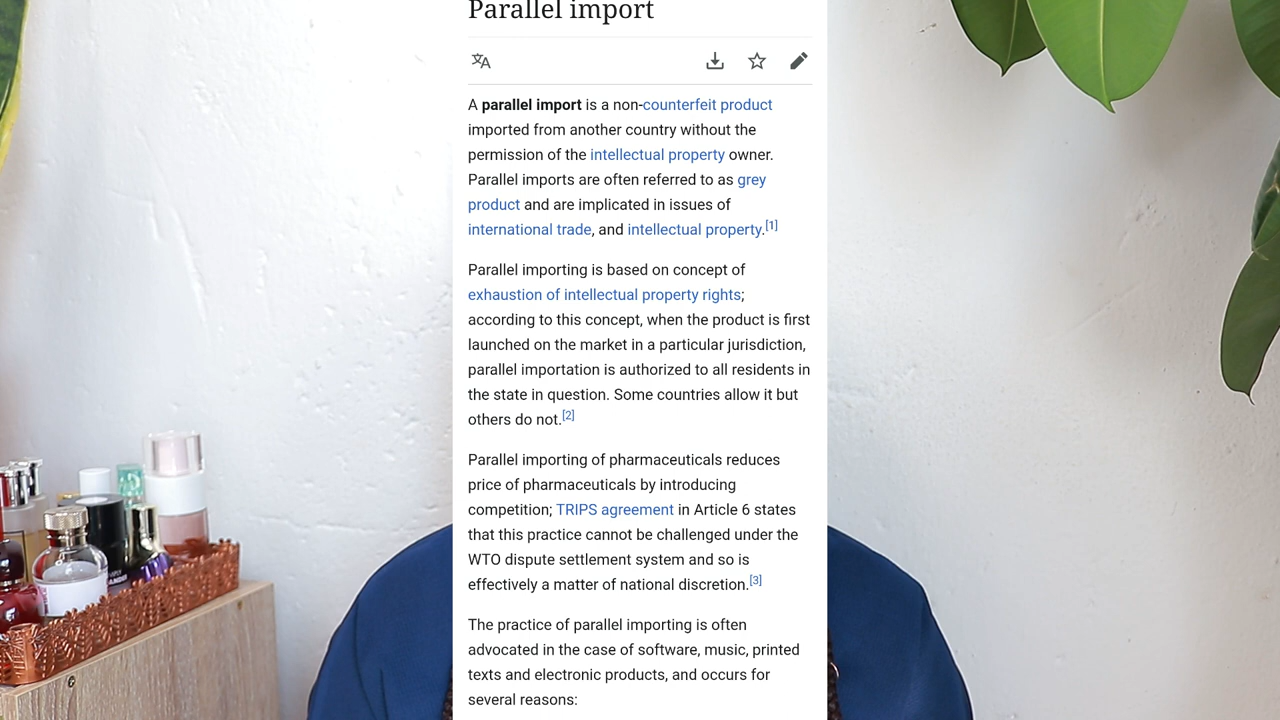 Parallel import
A parallel import is a non-counterfeit product
imported from another country without the
permission of the intellectual property owner.
Parallel imports are often referred to as grey
product and are implicated in issues of
international trade, and intellectual property.[1]
Parallel importing is based on concept of
exhaustion of intellectual property rights;
according to this concept, when the product is first
launched on the market in a particular jurisdiction,
parallel importation is authorized to all residents in
the state in question. Some countries allow it but
others do not.[2]
Parallel importing of pharmaceuticals reduces
price of pharmaceuticals by introducing
competition; TRIPS agreement in Article 6 states
that this practice cannot be challenged under the
WTO dispute settlement system and so is
effectively a matter of national discretion.[3]
The practice of parallel importing is often
advocated in the case of software, music, printed
texts and electronic products, and occurs for
several reasons: